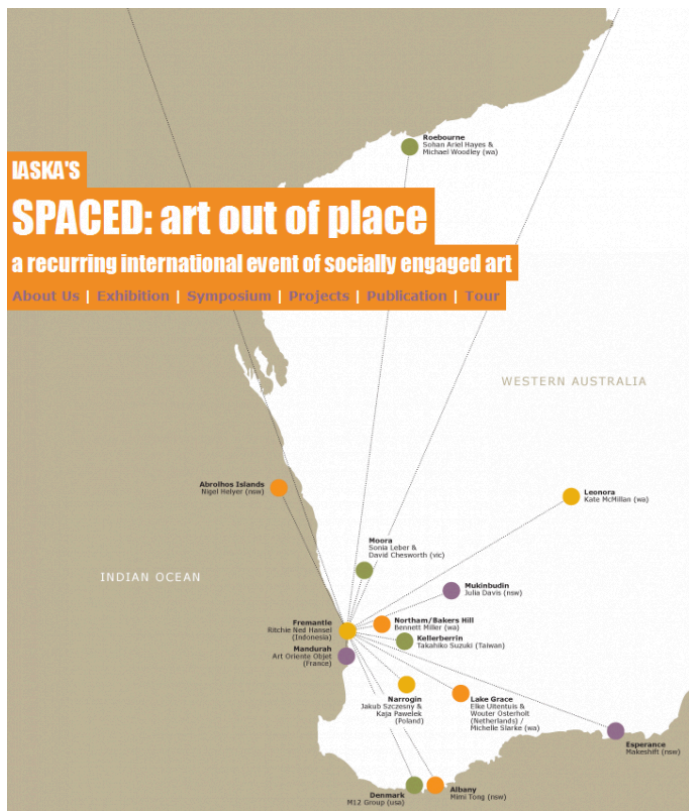 Roebourne
Sohan Ariel Hayes &
Michael Woodley (wa)
IASKA'S
SPACED: art out of place
a recurring international event of socially engaged art
About Us | Exhibition | Symposium | Projects | Publication | Tour
WESTERN AUSTRALIA
Abrolhos Islands
Nigel Helyer (nsw)
Leonora
Kate McMillan (wa)
Moora
Sonia Leber &
David Chesworth (vic)
INDIAN OCEAN
Mukinbudin
Julia Davis (nsw)
Fremantle
Ritchie Ned Hansel
(Indonesia)
Northam/Bakers Hill
Bennett Miller (wa)
Kellerberrin
Takahiko Suzuki (Taiwan)
Mandurah
Art Oriente Objet
(France)
Narrogin
Jakub Szczesny &
Kaja Pawelek
(Poland)
Lake Grace
Elke Uitentuis &
Wouter Osterholt
(Netherlands) /
Michelle Slarke (wa)
Esperance
Makeshift (nsw)
Denmark
M12 Group (usa)
Albany
Mimi Tong (nsw)